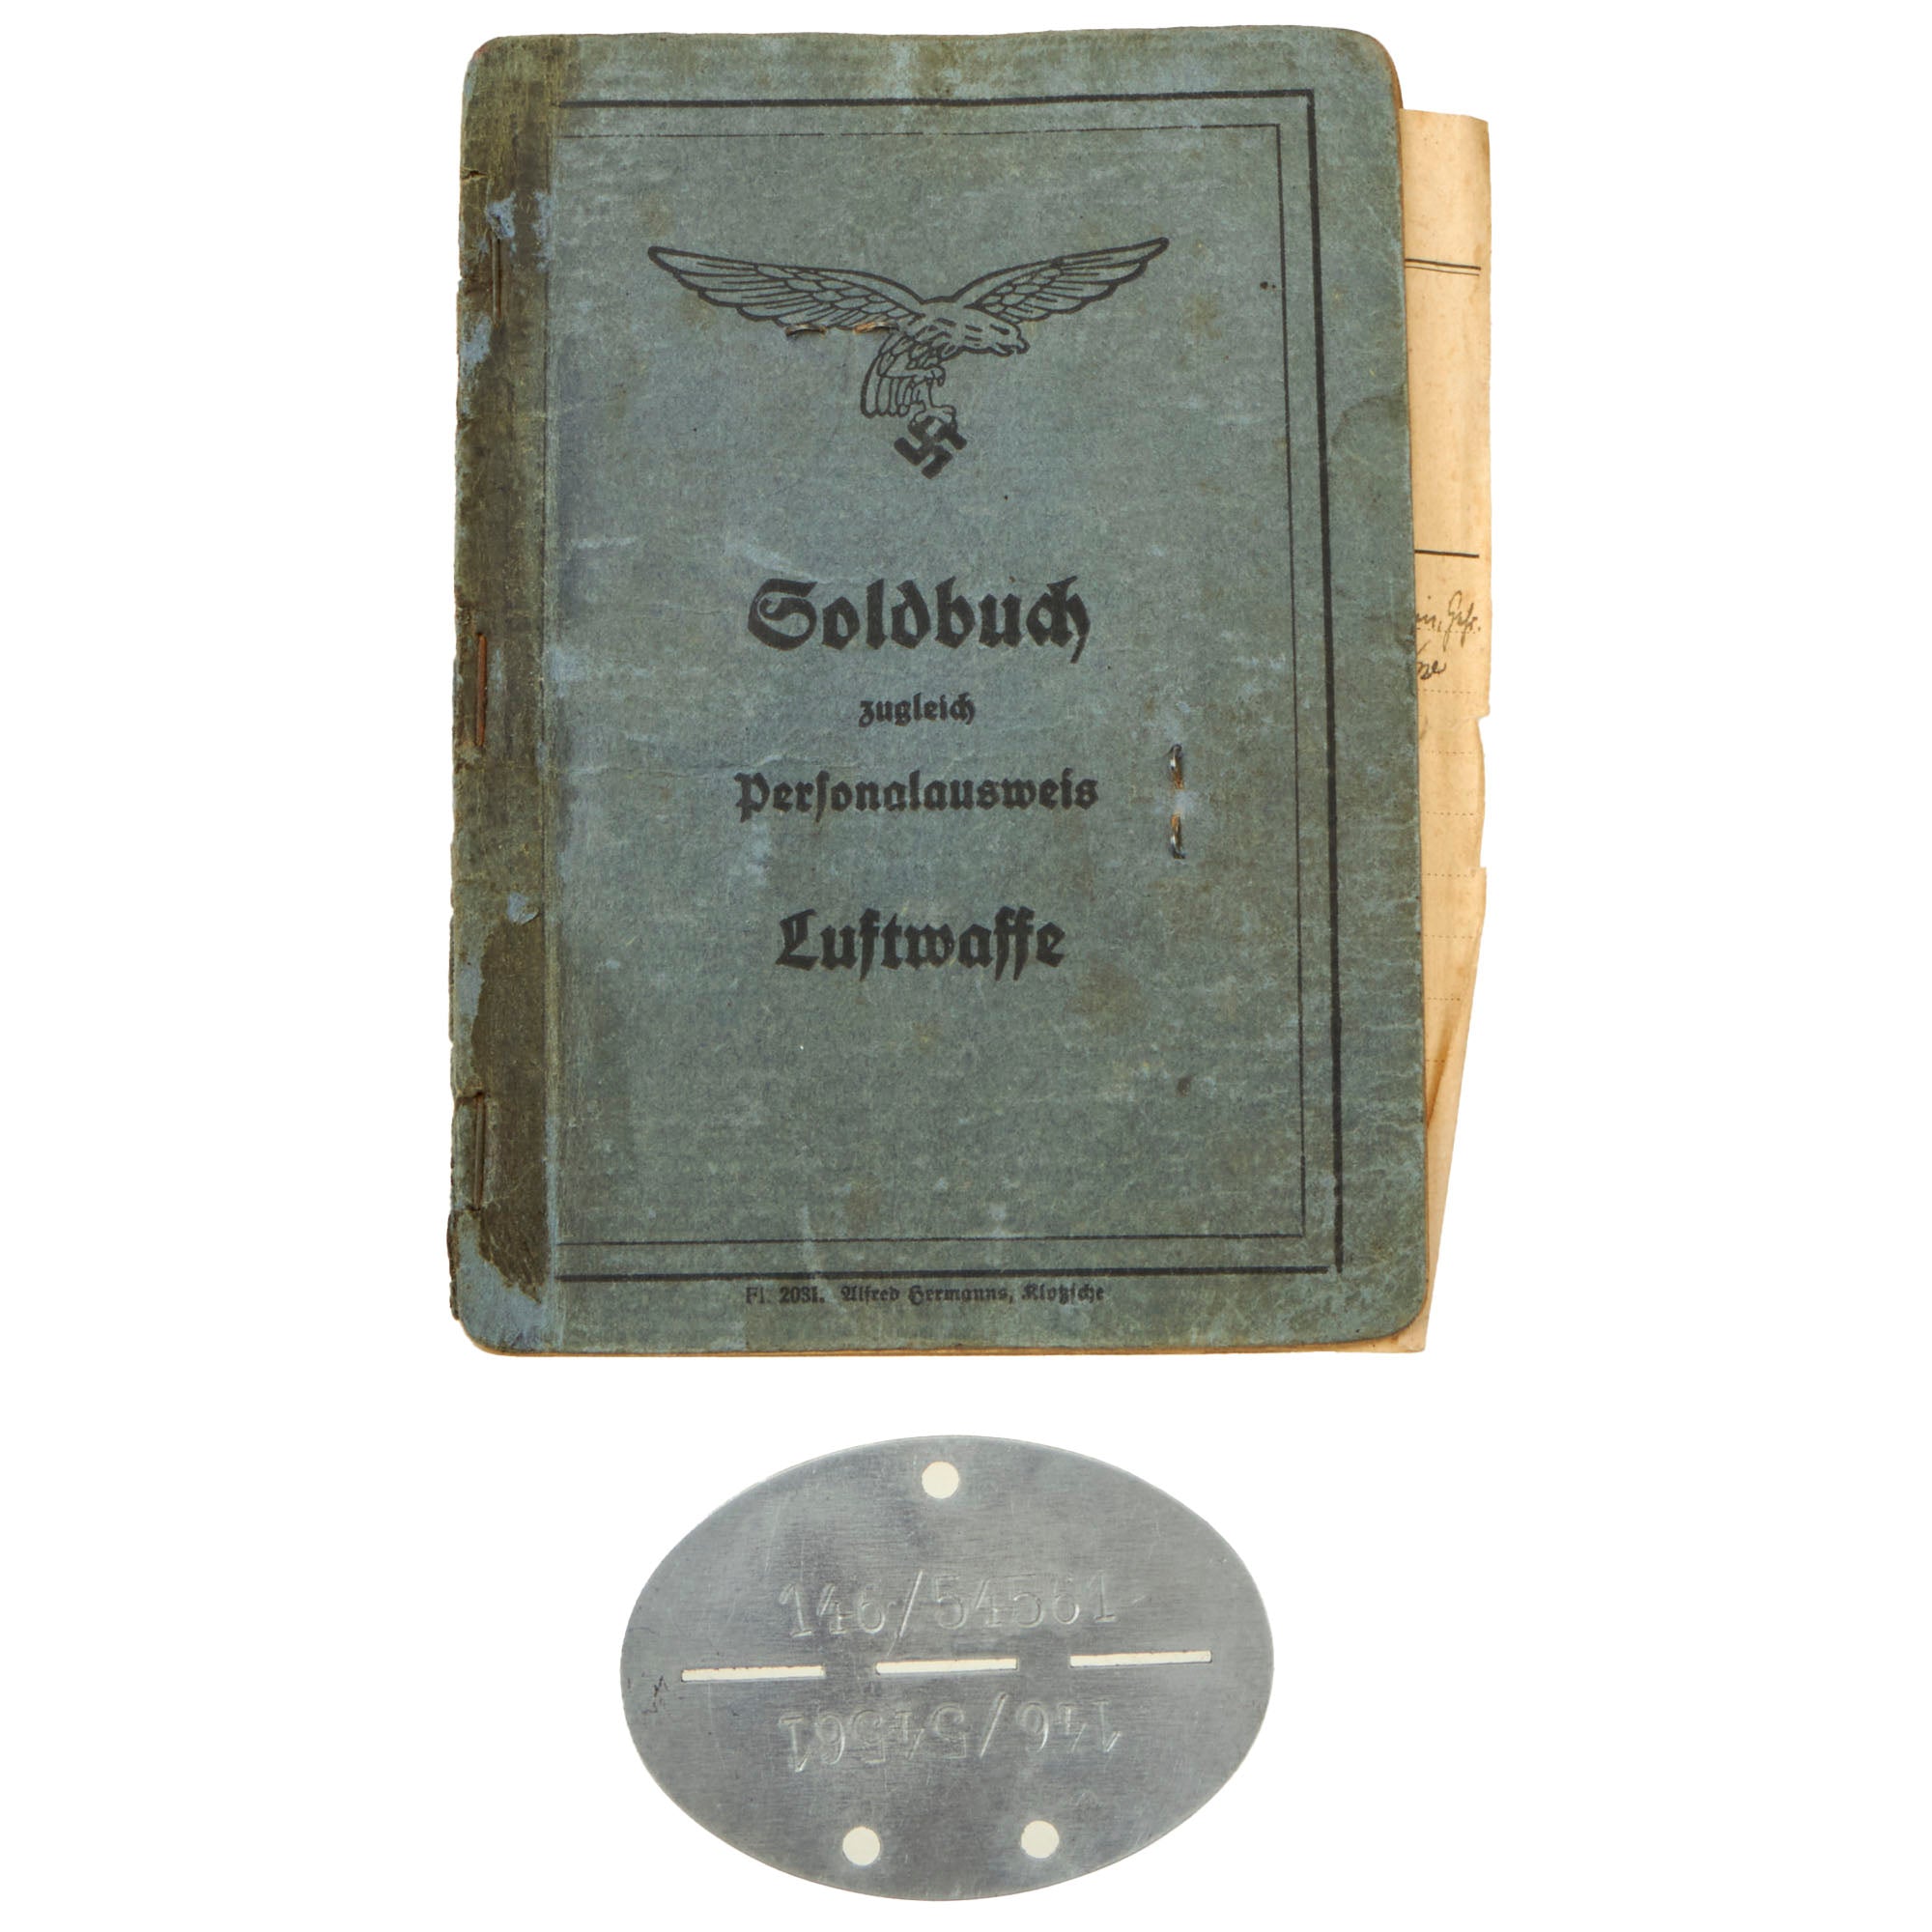 Soldbuch
zugleich
Personalausweis
Luftwaffe
Fl. 2031. Alfred Hermanns, Klotzsche
146/54561
146/54561